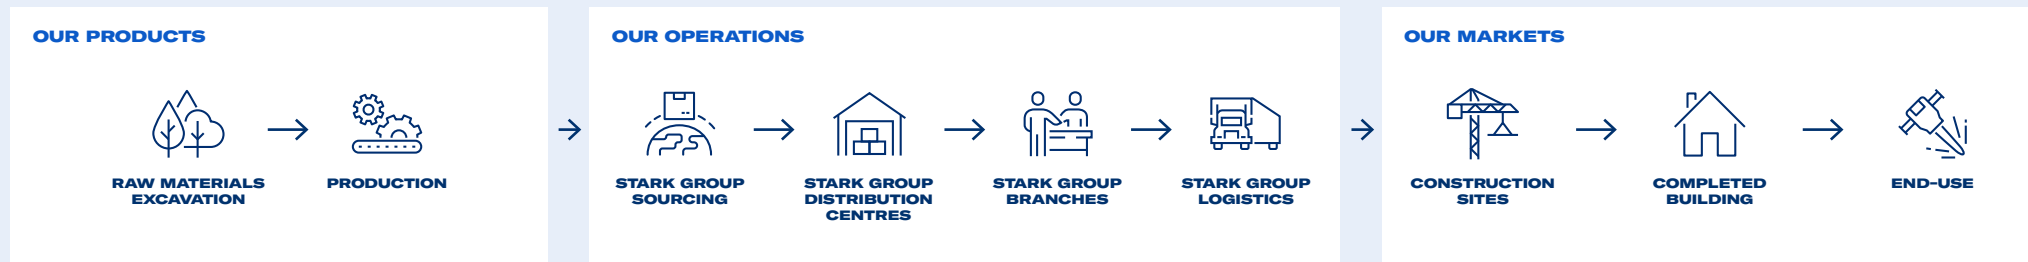 OUR PRODUCTS
RAW MATERIALS
EXCAVATION
PRODUCTION
OUR OPERATIONS
STARK GROUP
SOURCING
STARK GROUP
DISTRIBUTION
CENTRES
STARK GROUP
BRANCHES
STARK GROUP
LOGISTICS
OUR MARKETS
CONSTRUCTION
SITES
COMPLETED
BUILDING
END-USE